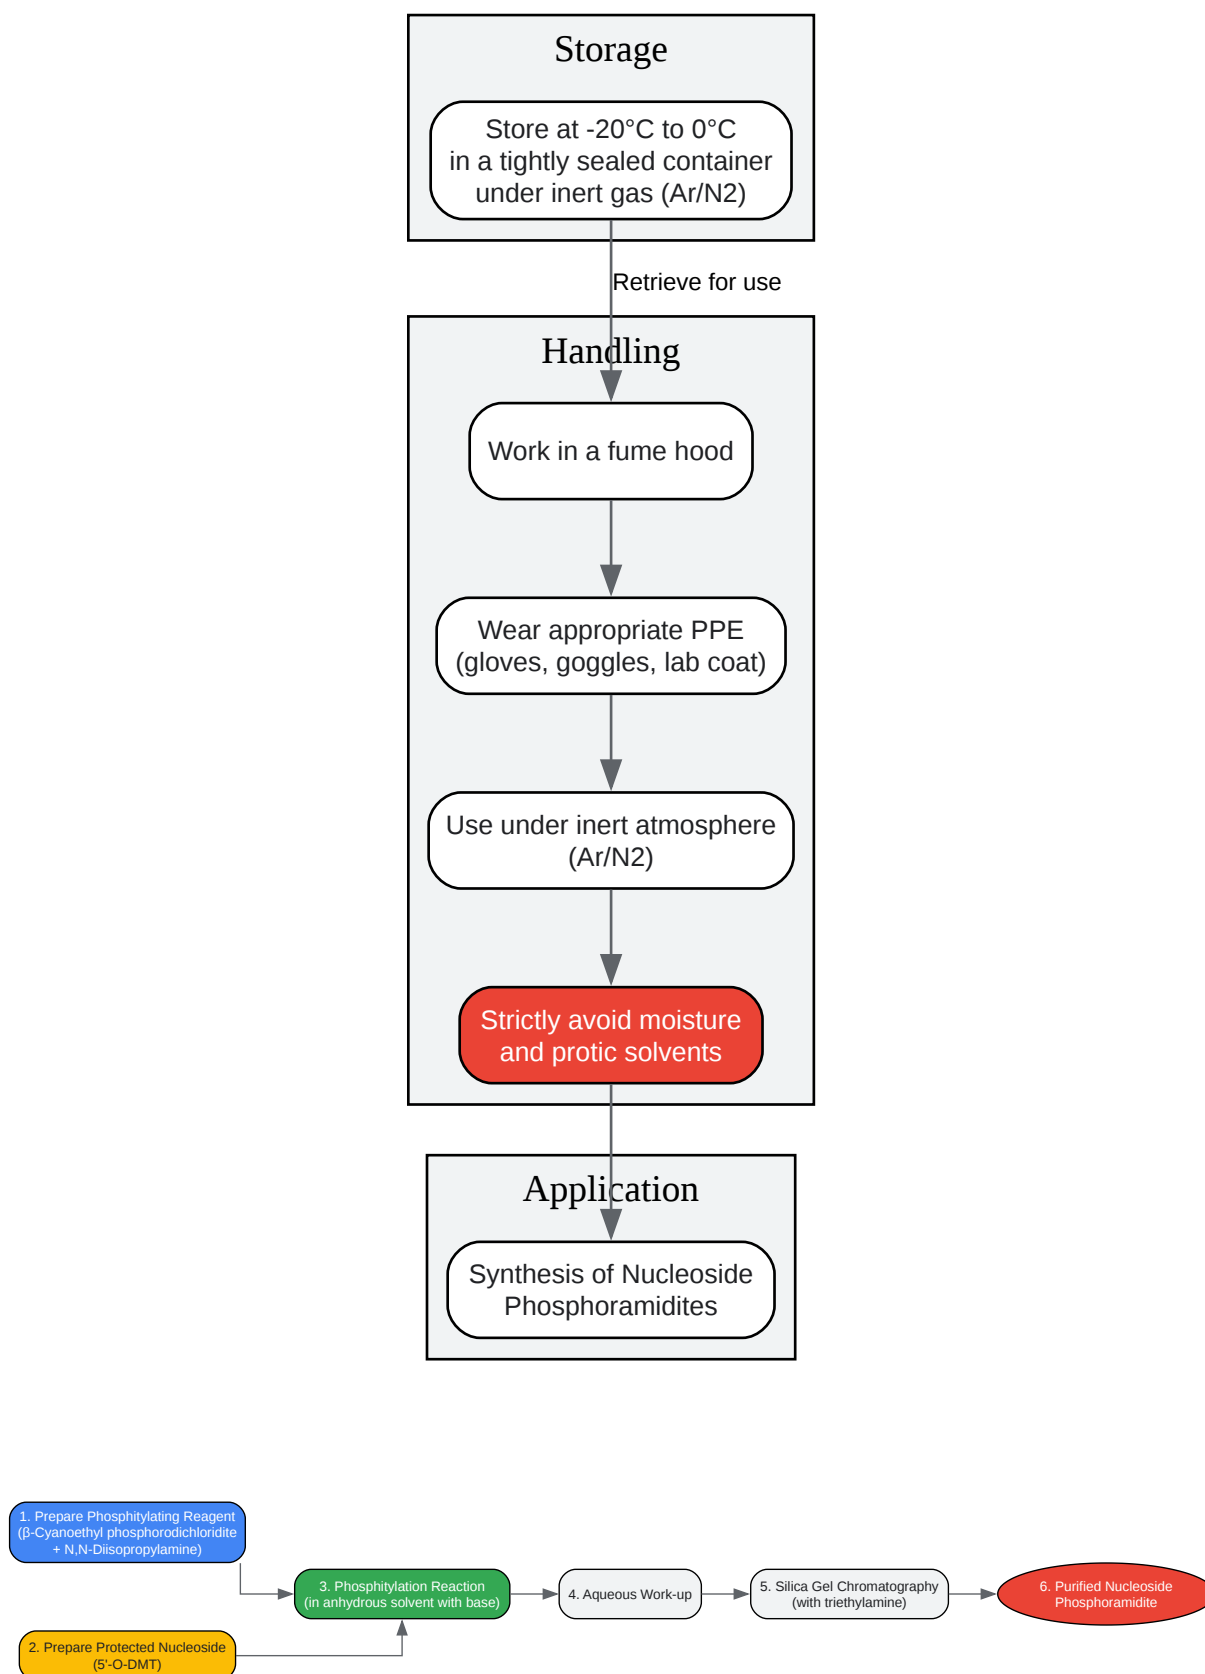 Storage
Store at -20°C to 0°C
in a tightly sealed container
under inert gas (Ar/N2)
Retrieve for use
Handling
Work in a fume hood
Wear appropriate PPE
(gloves, goggles, lab coat)
Use under inert atmosphere
(Ar/N2)
Strictly avoid moisture
and protic solvents
Application
Synthesis of Nucleoside
Phosphoramidites
1. Prepare Phosphitylating Reagent
(β-Cyanoethyl phosphorodichloridite
+ N,N-Diisopropylamine)
2. Prepare Protected Nucleoside
(5'-O-DMT)
3. Phosphitylation Reaction
(in anhydrous solvent with base)
4. Aqueous Work-up
5. Silica Gel Chromatography
(with triethylamine)
6. Purified Nucleoside
Phosphoramidite